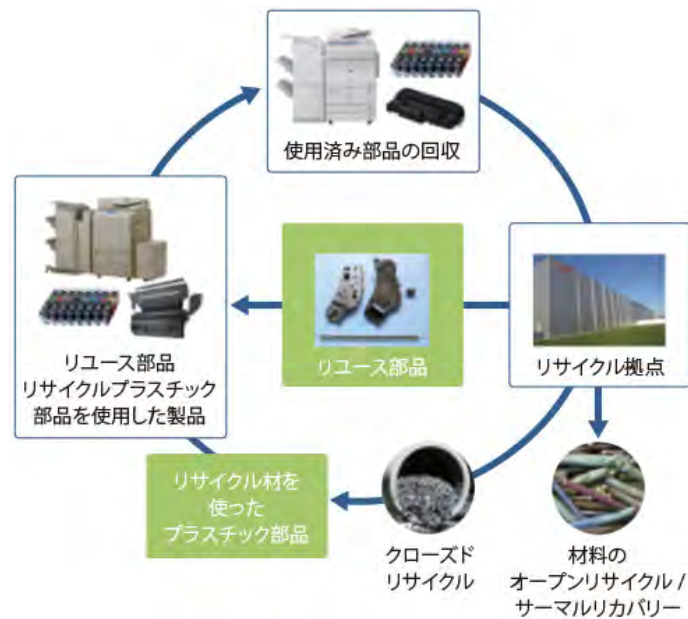 使用済み部品の回収
リユース部品
リサイクルプラスチック
部品を使用した製品
リユース部品
リサイクル拠点
リサイクル材を
使った
プラスチック部品
クローズド
リサイクル
材料の
オープンリサイクル /
サーマルリカバリー